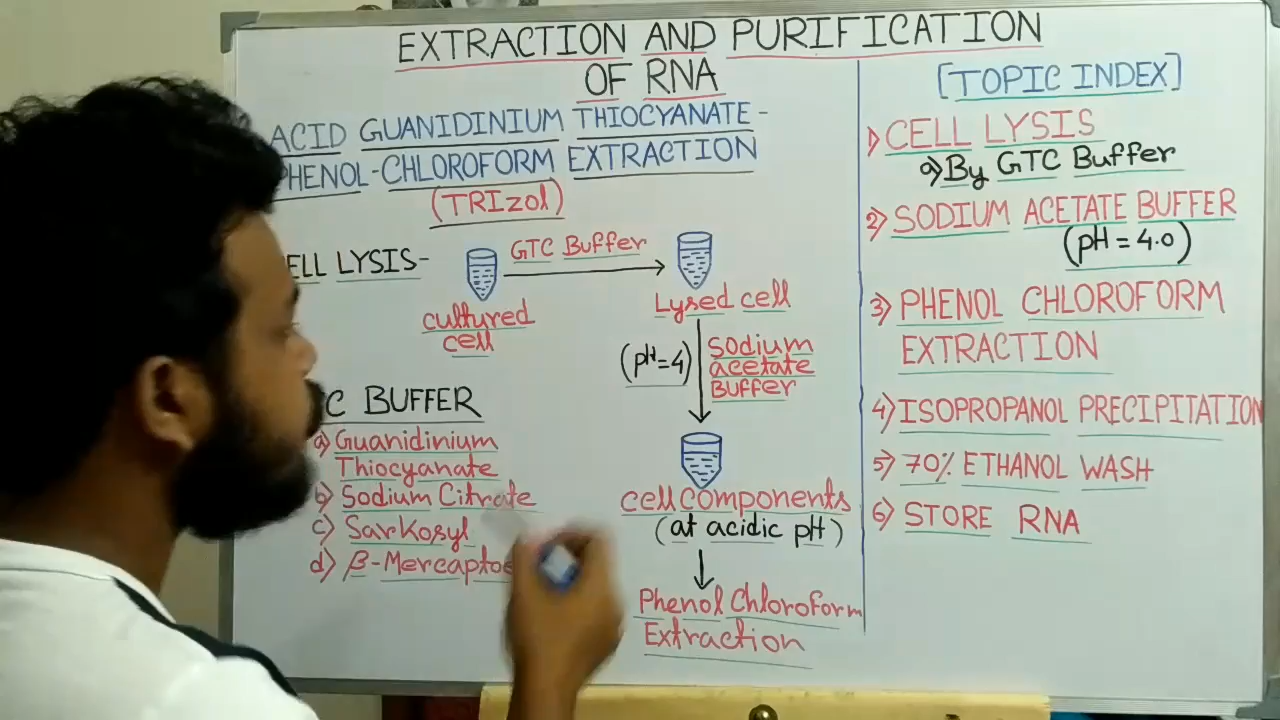 EXTRACTION AND PURIFICATION
OF RNA
ACID GUANIDINIUM THIOCYANATE-
PHENOL-CHLOROFORM EXTRACTION
(TRIzol)
CELL LYSIS-
GTC Buffer
cultured
cell
Lysed cell
(pH=4)
Sodium
acetate
Buffer
cell components
(at acidic pH)
Phenol Chloroform
Extraction
BUFFER
a) Guanidinium
Thiocyanate
b) Sodium Citrate
c) Sarkosyl
d)
[TOPIC INDEX]
1) CELL LYSIS
a) By GTC Buffer
2) SODIUM ACETATE BUFFER
(pH = 4.0)
3) PHENOL CHLOROFORM
EXTRACTION
4) ISOPROPANOL PRECIPITATION
5) 70% ETHANOL WASH
6) STORE RNA